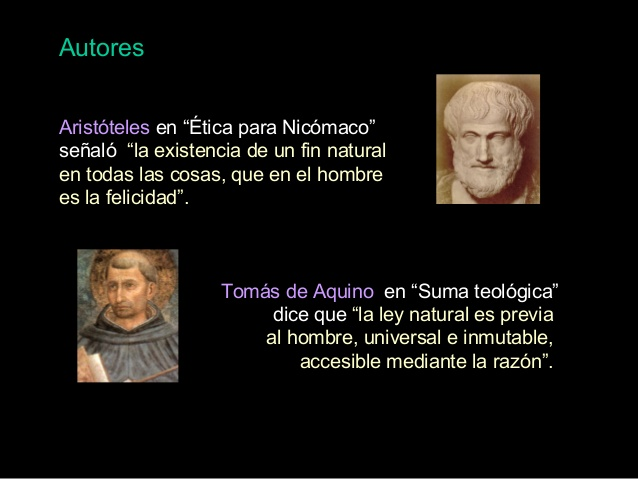 Autores
Aristóteles en “Ética para Nicómaco”
señaló “la existencia de un fin natural
en todas las cosas, que en el hombre
es la felicidad”.
Tomás de Aquino en “Suma teológica”
dice que “la ley natural es previa
al hombre, universal e inmutable,
accesible mediante la razón”.